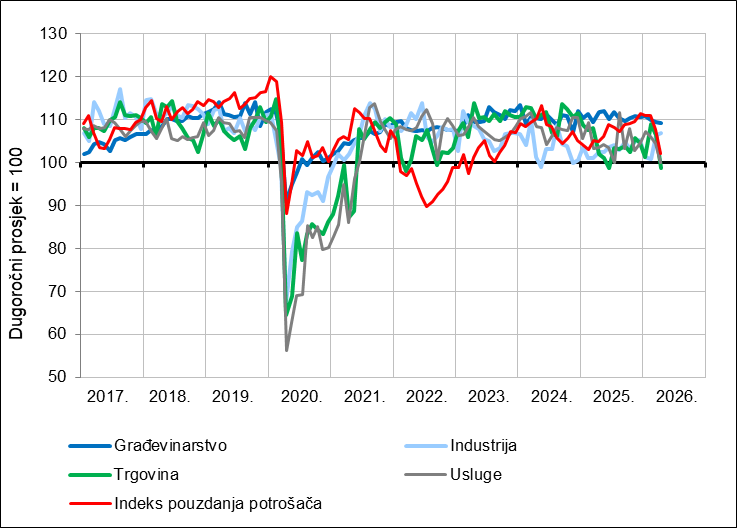 Dugoročni prosjek = 100
130
120
110
100
90
80
70
60
50
2017. 2018. 2019. 2020. 2021. 2022. 2023. 2024. 2025. 2026.
Građevinarstvo Industrija
Trgovina Usluge
Indeks pouzdanja potrošača